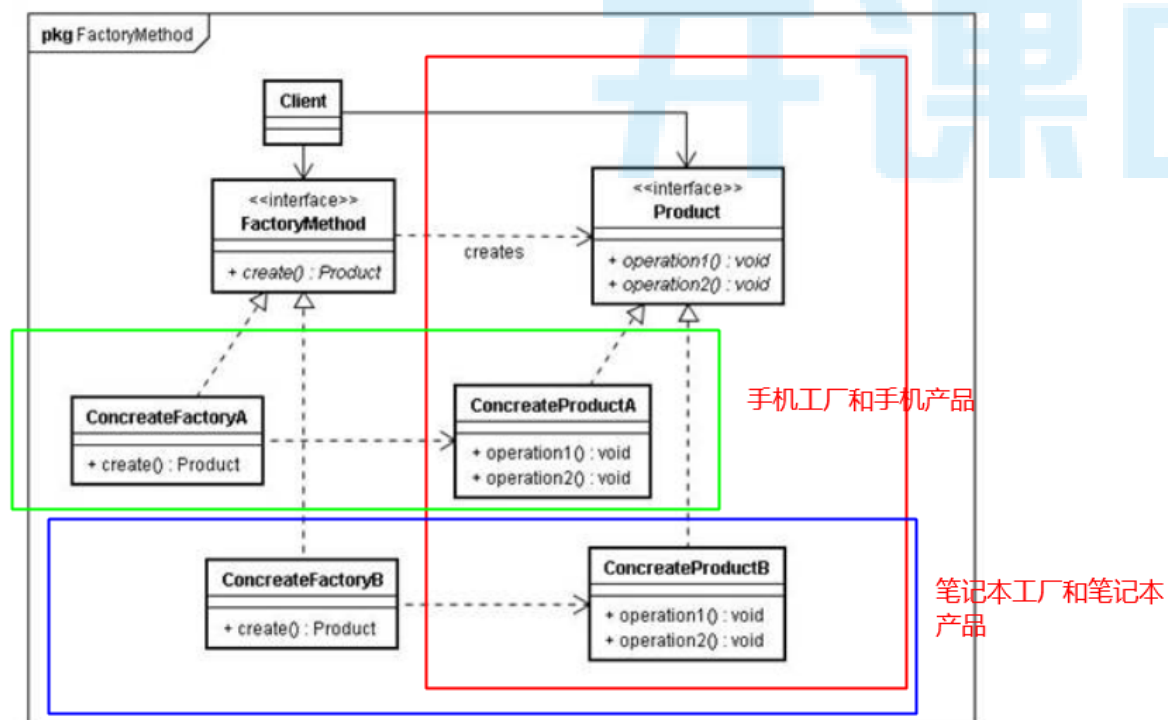 pkg FactoryMethod
开课
Client
<<interface>>
FactoryMethod
+ create() : Product
creates
<<interface>>
Product
+ operation1() : void
+ operation2() : void
ConcreateFactoryA
+ create() : Product
ConcreateProductA
+ operation1() : void
+ operation2() : void
手机工厂和手机产品
ConcreateFactoryB
+ create() : Product
ConcreateProductB
+ operation1() : void
+ operation2() : void
笔记本工厂和笔记本
产品